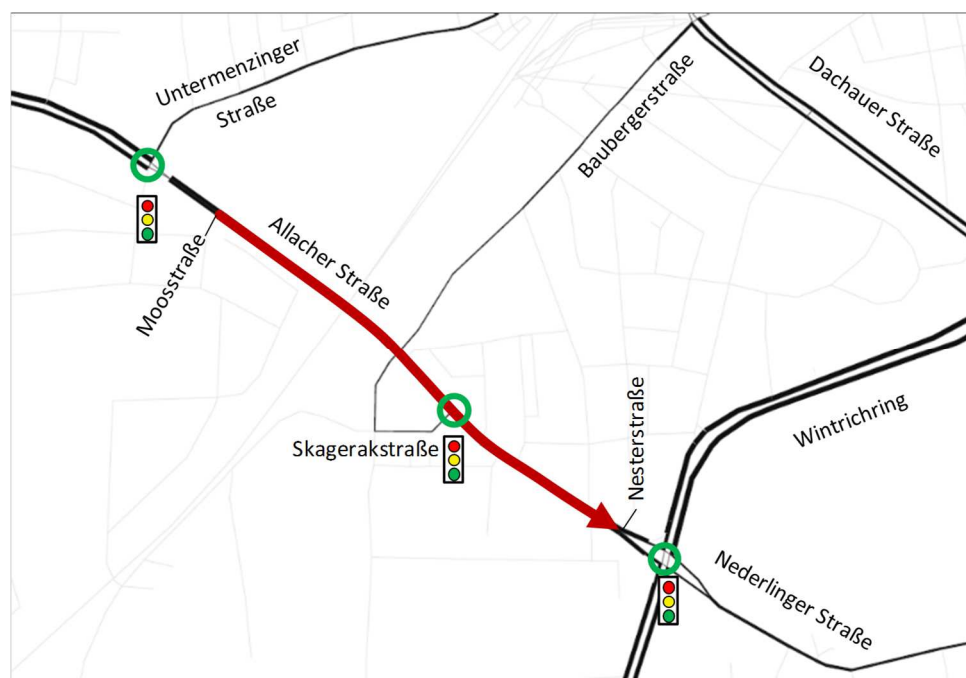 Untermenzinger
Straße
Dachauer Straße
Baubergerstraße
Allacher Straße
Moosstraße
Skagerakstraße
Nesterstraße
Wintrichring
Nederlinger Straße